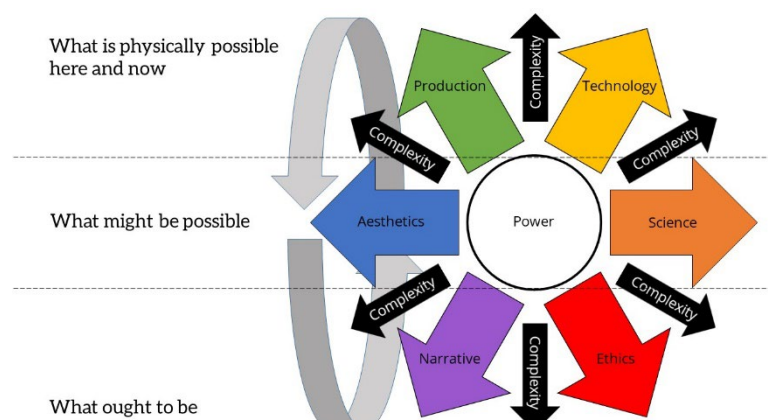 What is physically possible
here and now
Production
Complexity
Technology
Complexity
Complexity
What might be possible
Aesthetics
Power
Science
Complexity
Complexity
Narrative
Complexity
Ethics
What ought to be